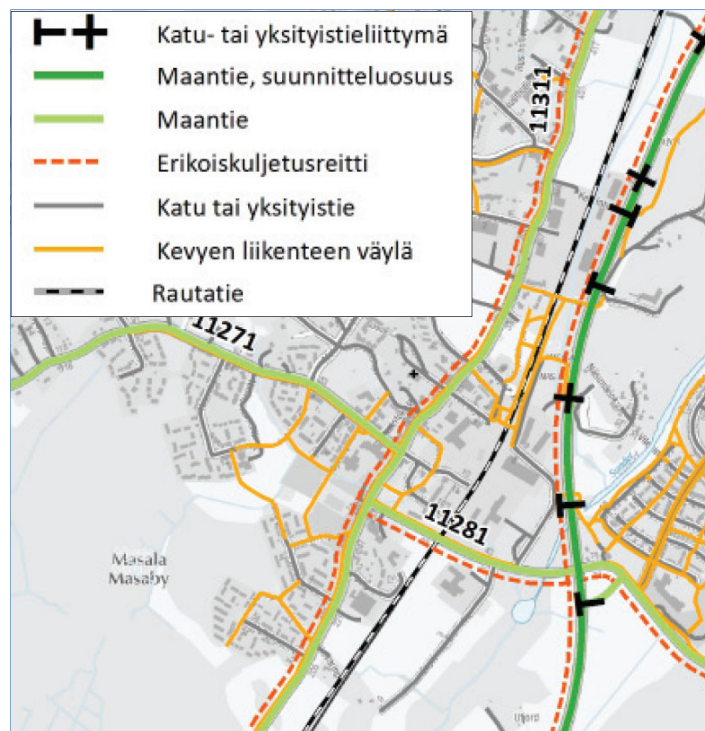 Katu- tai yksityistieliittymä
Maantie, suunnitteluosuus
Maantie
Erikoiskuljetusreitti
Katu tai yksityistie
Kevyen liikenteen väylä
Rautatie
11311
11271
11281
Masala
Masaby
Sundet